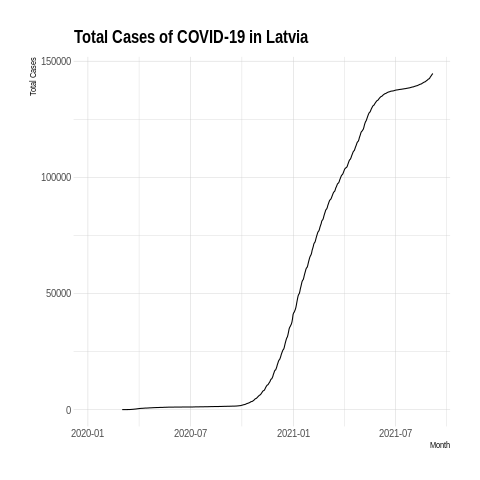 Total Cases of COVID-19 in Latvia
Total Cases
150000
100000
50000
0
2020-01 2020-07 2021-01 2021-07
Month